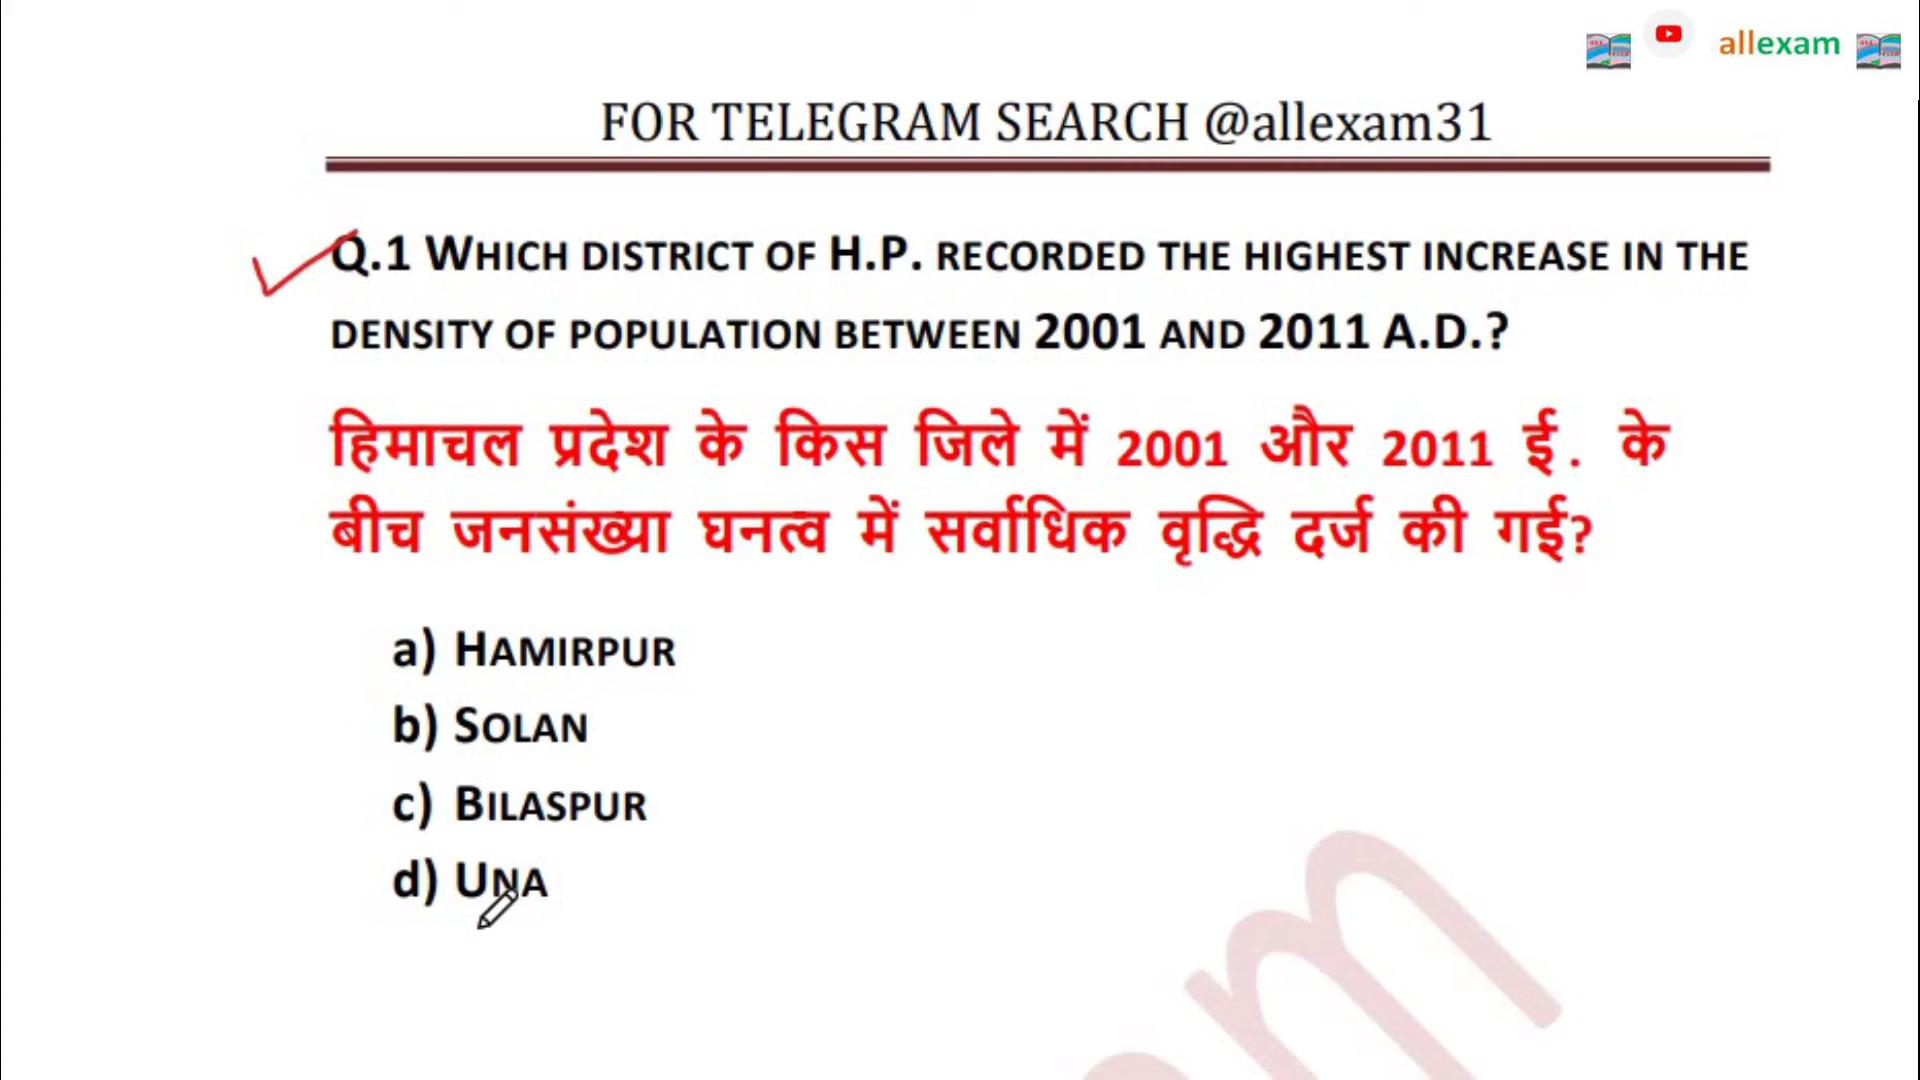 allexam
FOR TELEGRAM SEARCH @allexam31
Q.1 WHICH DISTRICT OF H.P. RECORDED THE HIGHEST INCREASE IN THE
DENSITY OF POPULATION BETWEEN 2001 AND 2011 A.D.?
हिमाचल प्रदेश के किस जिले में 2001 और 2011 ई . के
बीच जनसंख्या घनत्व में सर्वाधिक वृद्धि दर्ज की गई?
a) HAMIRPUR
b) SOLAN
c) BILASPUR
d) UNA